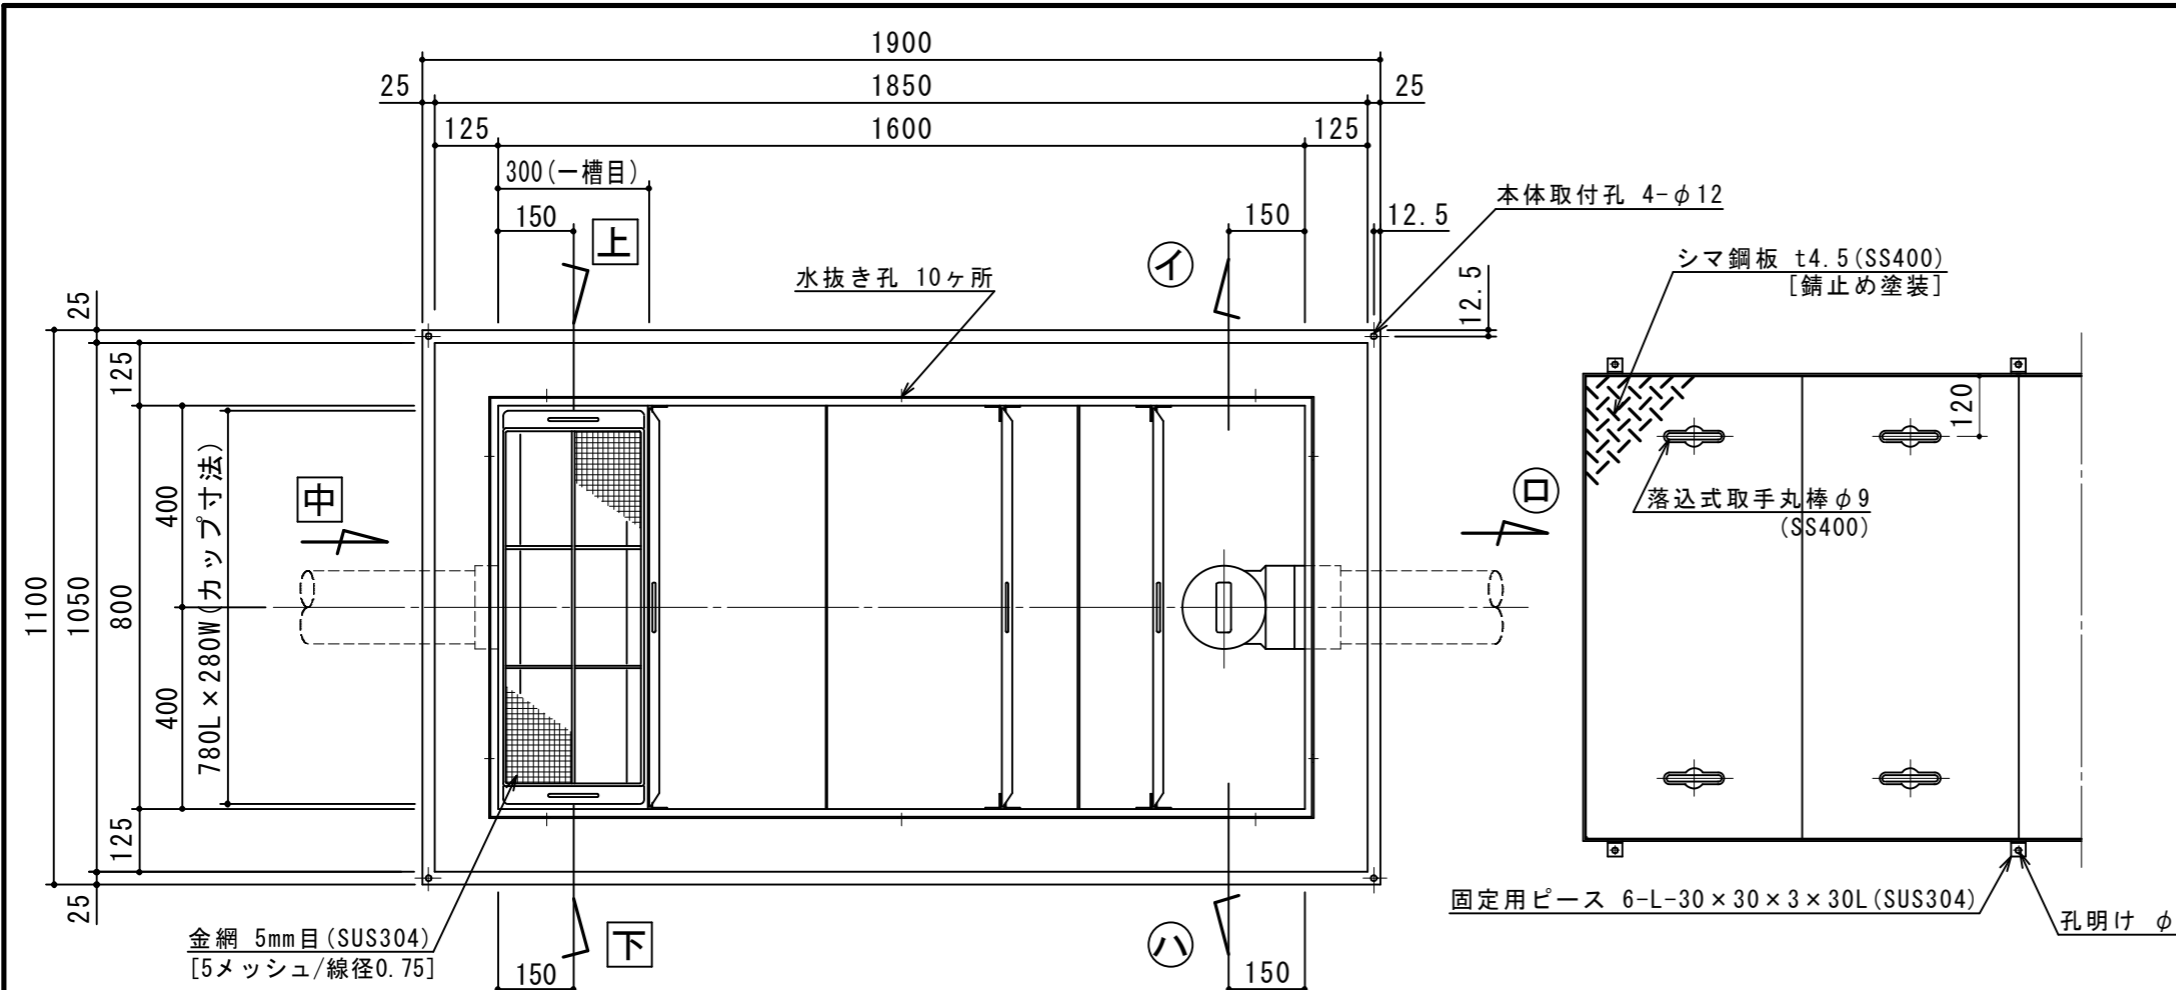 1900
25
1850
25
125
1600
125
300(一槽目)
150
上
イ
150
12.5
本体取付孔 4-φ12
シマ鋼板 t4.5(SS400)
[錆止め塗装]
水抜き孔 10ヶ所
12.5
25
125
120
400
780L×280W(カップ寸法)
中
ロ
落込式取手丸棒φ9
(SS400)
1100
1050
800
400
125
25
固定用ピース 6-L-30×30×3×30L(SUS304)
孔明け φ
金網 5mm目(SUS304)
[5メッシュ/線径0.75]
下
ハ
150
150